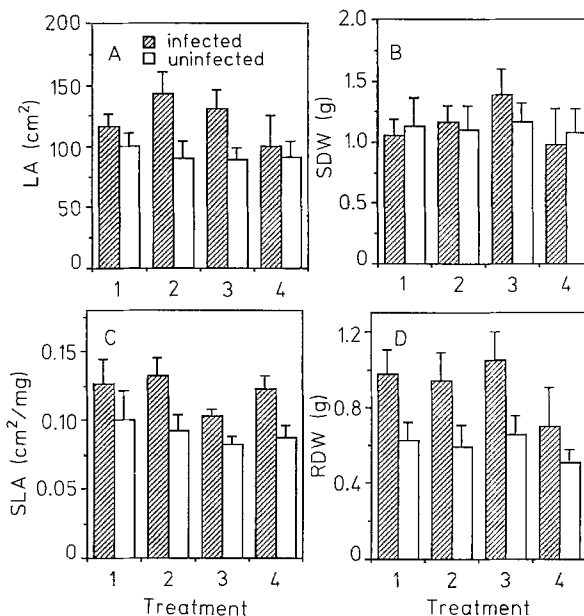 A
infected
uninfected
200
150
100
50
0
LA (cm²)
1 2 3 4
B
2.0
1.5
1.0
0.5
0
SDW (g)
1 2 3 4
C
0.15
0.10
0.05
0
SLA (cm²/mg)
1 2 3 4
Treatment
D
1.2
0.8
0.4
0
RDW (g)
1 2 3 4
Treatment